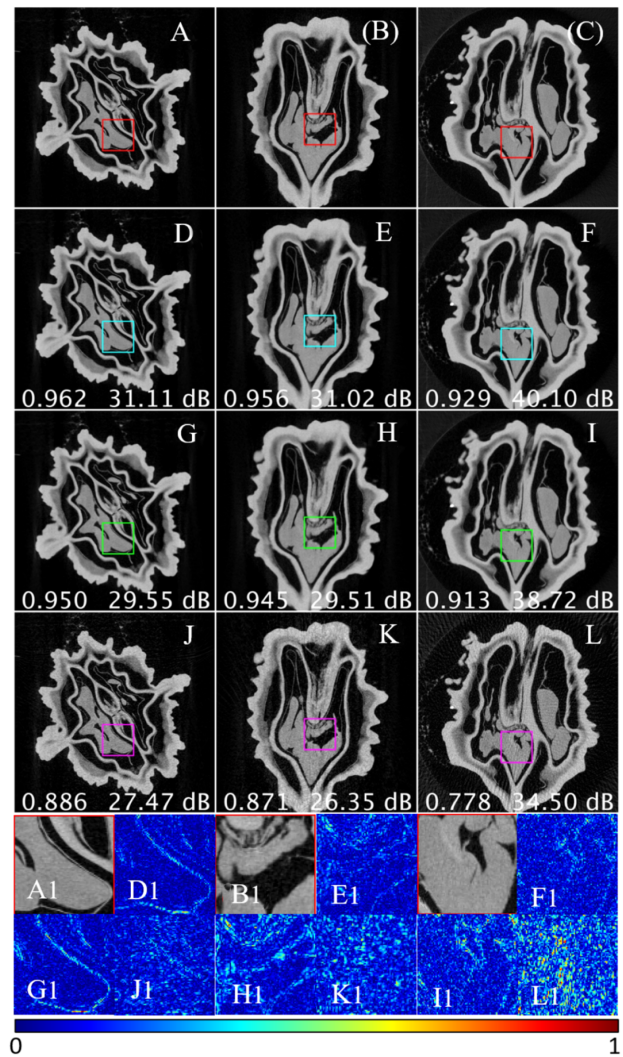 A (B) (C)
D E F
0.962 31.11 dB 0.956 31.02 dB 0.929 40.10 dB
G H I
0.950 29.55 dB 0.945 29.51 dB 0.913 38.72 dB
J K L
0.886 27.47 dB 0.871 26.35 dB 0.778 34.50 dB
A1 D1 B1 E1 F1
G1 J1 H1 K1 I1 L1
0 1